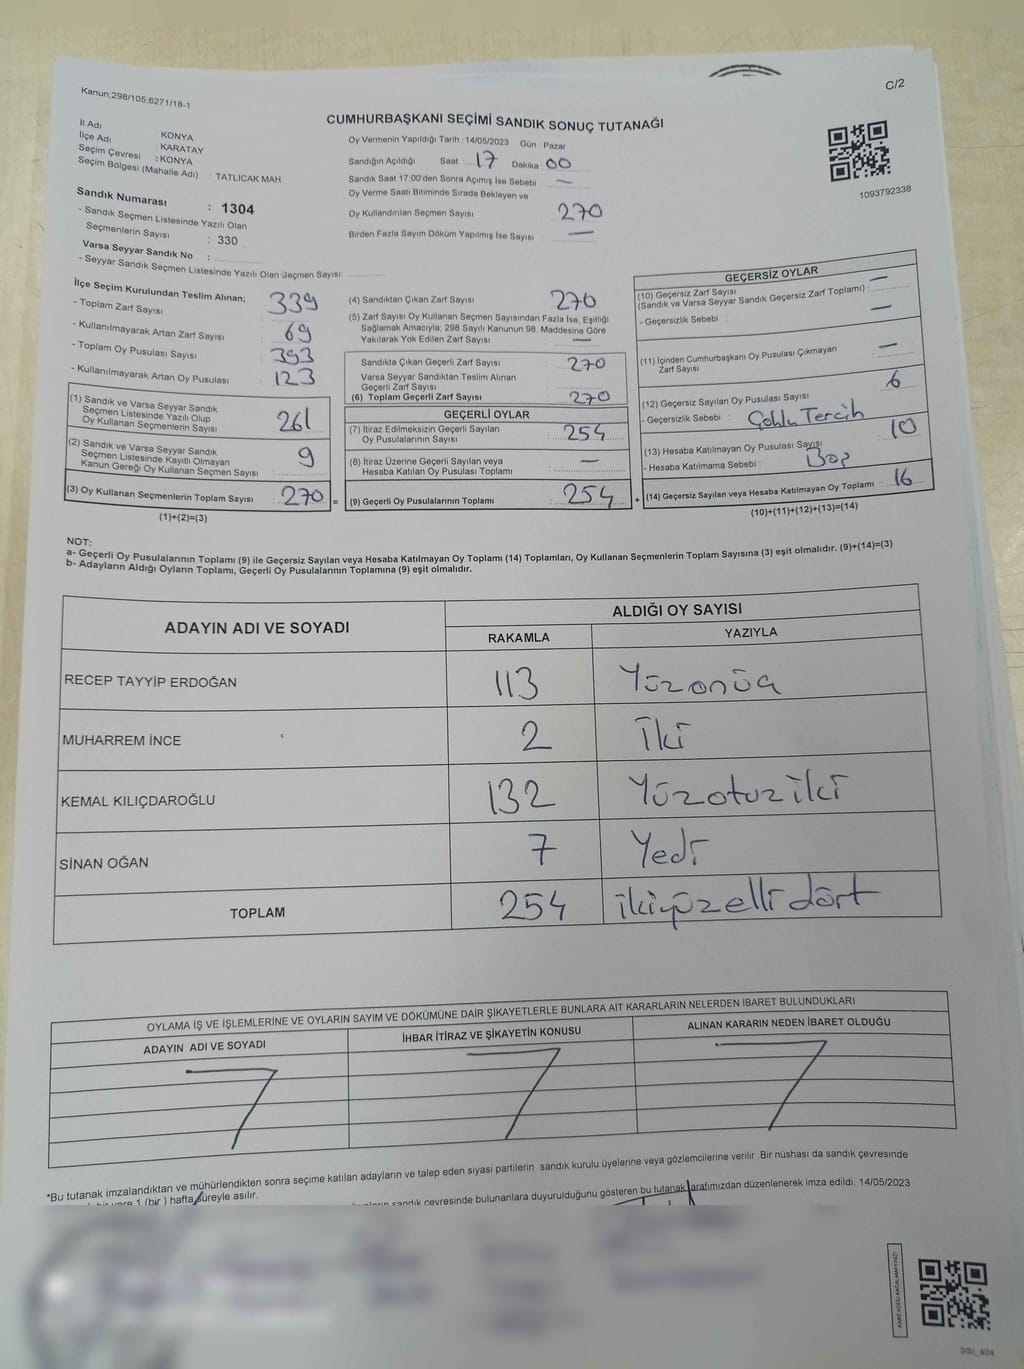 Kanun;298/105;6271/18-1
C/2
CUMHURBAŞKANI SEÇİMİ SANDIK SONUÇ TUTANAĞI
İl Adı : KONYA
İlçe Adı : KARATAY
Seçim Çevresi : KONYA
Seçim Bölgesi (Mahalle Adı) : TATLICAK MAH.
Oy Vermenin Yapıldığı Tarih :14/05/2023 Gün : Pazar
Sandığın Açıldığı Saat : 17 Dakika : 00
Sandık Saat 17:00'den Sonra Açımış İse Sebebi : —
Oy Verme Saati Bitiminde Sırada Bekleyen ve
Oy Kullandırılan Seçmen Sayısı : 270
Birden Fazla Sayım Döküm Yapılmış İse Sayısı : —
1093792338
Sandık Numarası : 1304
- Sandık Seçmen Listesinde Yazılı Olan
Seçmenlerin Sayısı : 330
Varsa Seyyar Sandık No :
- Seyyar Sandık Seçmen Listesinde Yazılı Olan Seçmen Sayısı:
İlçe Seçim Kurulundan Teslim Alınan;
- Toplam Zarf Sayısı : 339
- Kullanılmayarak Artan Zarf Sayısı : 69
- Toplam Oy Pusulası Sayısı : 393
- Kullanılmayarak Artan Oy Pusulası : 123
(1) Sandık ve Varsa Seyyar Sandık
Seçmen Listesinde Yazılı Olup
Oy Kullanan Seçmenlerin Sayısı : 261
(2) Sandık ve Varsa Seyyar Sandık
Seçmen Listesinde Kayıtlı Olmayan
Kanun Gereği Oy Kullanan Seçmen Sayısı : 9
(3) Oy Kullanan Seçmenlerin Toplam Sayısı : 270 =
(1)+(2)=(3)
(4) Sandıktan Çıkan Zarf Sayısı : 270
(5) Zarf Sayısı Oy Kullanan Seçmen Sayısından Fazla İse, Eşitliği
Sağlamak Amacıyla; 298 Sayılı Kanunun 98. Maddesine Göre
Yakılarak Yok Edilen Zarf Sayısı : —
Sandıkta Çıkan Geçerli Zarf Sayısı : 270
Varsa Seyyar Sandıktan Teslim Alınan
Geçerli Zarf Sayısı :
(6) Toplam Geçerli Zarf Sayısı : 270
GEÇERLİ OYLAR
(7) İtiraz Edilmeksizin Geçerli Sayılan
Oy Pusulalarının Sayısı : 254
(8) İtiraz Üzerine Geçerli Sayılan veya
Hesaba Katılan Oy Pusulası Toplamı : —
(9) Geçerli Oy Pusulalarının Toplamı : 254 +
GEÇERSİZ OYLAR
(10) Geçersiz Zarf Sayısı
(Sandık ve Varsa Seyyar Sandık Geçersiz Zarf Toplamı) : —
- Geçersizlik Sebebi : —
(11) İçinden Cumhurbaşkanı Oy Pusulası Çıkmayan
Zarf Sayısı : —
(12) Geçersiz Sayılan Oy Pusulası Sayısı : 6
- Geçersizlik Sebebi : Çoklu Tercih
(13) Hesaba Katılmayan Oy Pusulası Sayısı : 10
- Hesaba Katılmama Sebebi : Boş
(14) Geçersiz Sayılan veya Hesaba Katılmayan Oy Toplamı : 16
(10)+(11)+(12)+(13)=(14)
NOT:
a- Geçerli Oy Pusulalarının Toplamı (9) ile Geçersiz Sayılan veya Hesaba Katılmayan Oy Toplamı (14) Toplamları, Oy Kullanan Seçmenlerin Toplam Sayısına (3) eşit olmalıdır. (9)+(14)=(3)
b- Adayların Aldığı Oyların Toplamı, Geçerli Oy Pusulalarının Toplamına (9) eşit olmalıdır.
ADAYIN ADI VE SOYADI
ALDIĞI OY SAYISI
RAKAMLA YAZIYLA
RECEP TAYYİP ERDOĞAN 113 Yüzonüç
MUHARREM İNCE 2 İki
KEMAL KILIÇDAROĞLU 132 Yüzotuziki
SİNAN OĞAN 7 Yedi
TOPLAM 254 ikiyüzellidört
OYLAMA İŞ VE İŞLEMLERİNE VE OYLARIN SAYIM VE DÖKÜMÜNE DAİR ŞİKAYETLERLE BUNLARA AİT KARARLARIN NELERDEN İBARET BULUNDUKLARI
ADAYIN ADI VE SOYADI İHBAR İTİRAZ VE ŞİKAYETİN KONUSU ALINAN KARARIN NEDEN İBARET OLDUĞU
*Bu tutanak imzalandıktan ve mühürlendikten sonra seçime katılan adayların ve talep eden siyasi partilerin sandık kurulu üyelerine veya gözlemcilerine verilir Bir nüshası da sandık çevresinde
bir yere 1 (bir) hafta süreyle asılır.
sandık çevresinde bulunanlara duyurulduğunu gösteren bu tutanak tarafımızdan düzenlenerek imza edildi. 14/05/2023